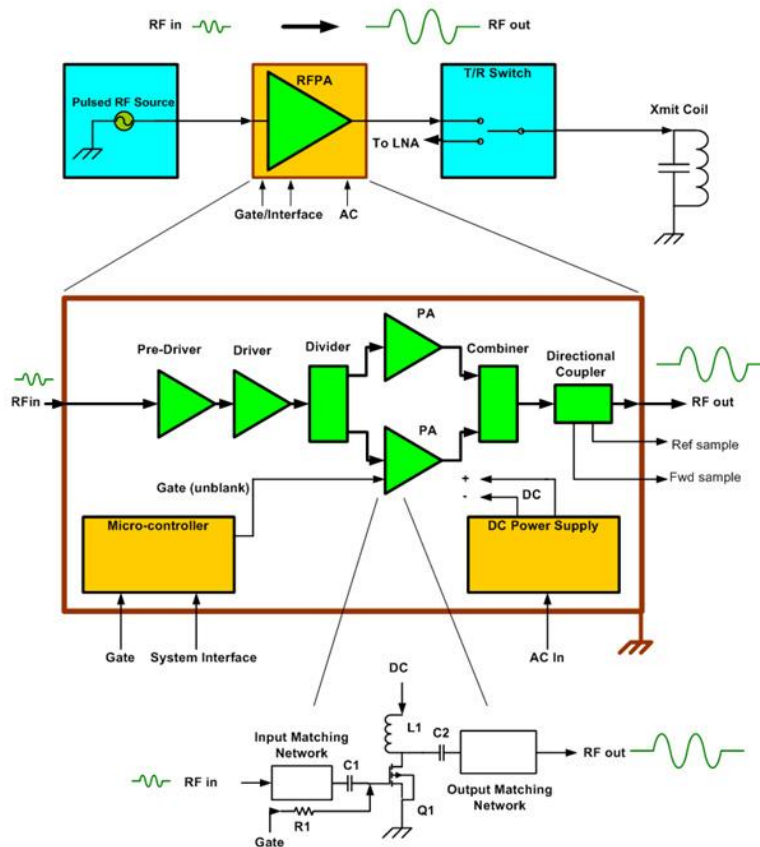 RF in
RF out
T/R Switch
RFPA
Pulsed RF Source
Xmit Coil
To LNA
Gate/Interface
AC
PA
Pre-Driver
Driver
Divider
Combiner
Directional
Coupler
RFin
RF out
PA
Ref sample
Fwd sample
Gate (unblank)
+
-
DC
Micro-controller
DC Power Supply
Gate
System Interface
AC In
DC
L1
C2
Input Matching
Network
C1
RF in
RF out
Output Matching
Network
Q1
R1
Gate